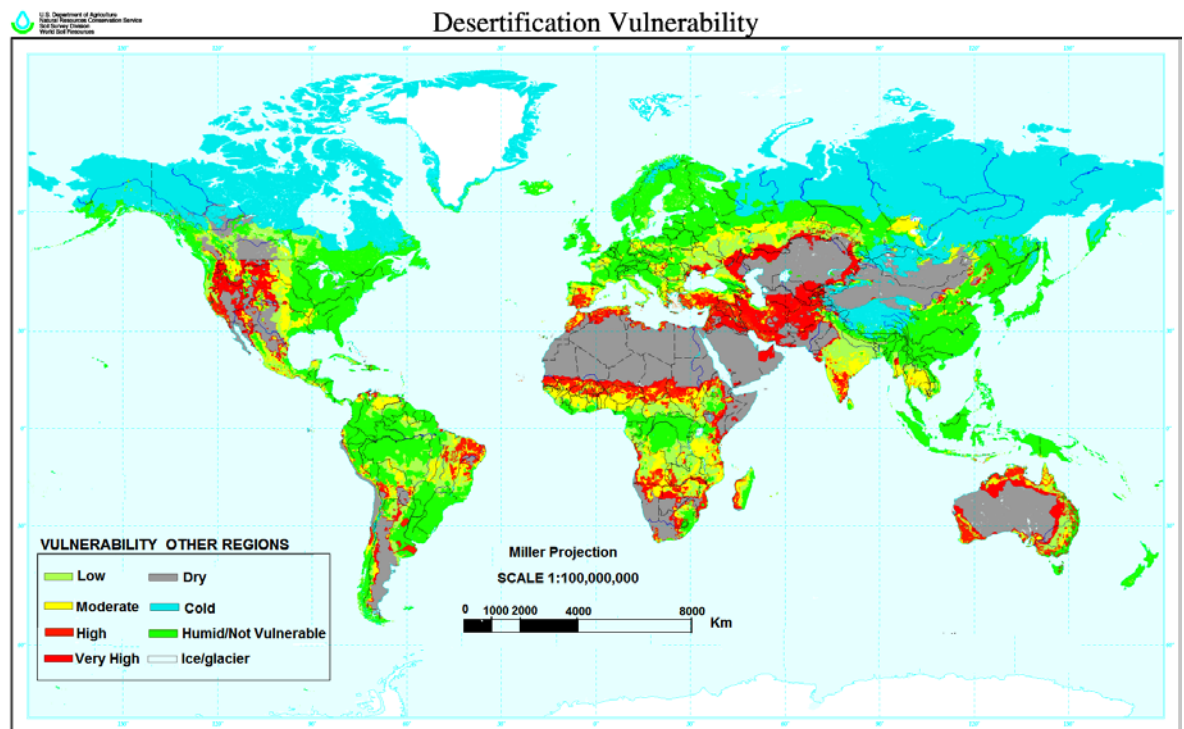 U.S. Department of Agriculture
Natural Resources Conservation Service
Soil Survey Division
World Soil Resources
Desertification Vulnerability
VULNERABILITY OTHER REGIONS
Low Dry
Moderate Cold
High Humid/Not Vulnerable
Very High Ice/glacier
Miller Projection
SCALE 1:100,000,000
0 1000 2000 4000 8000
Km